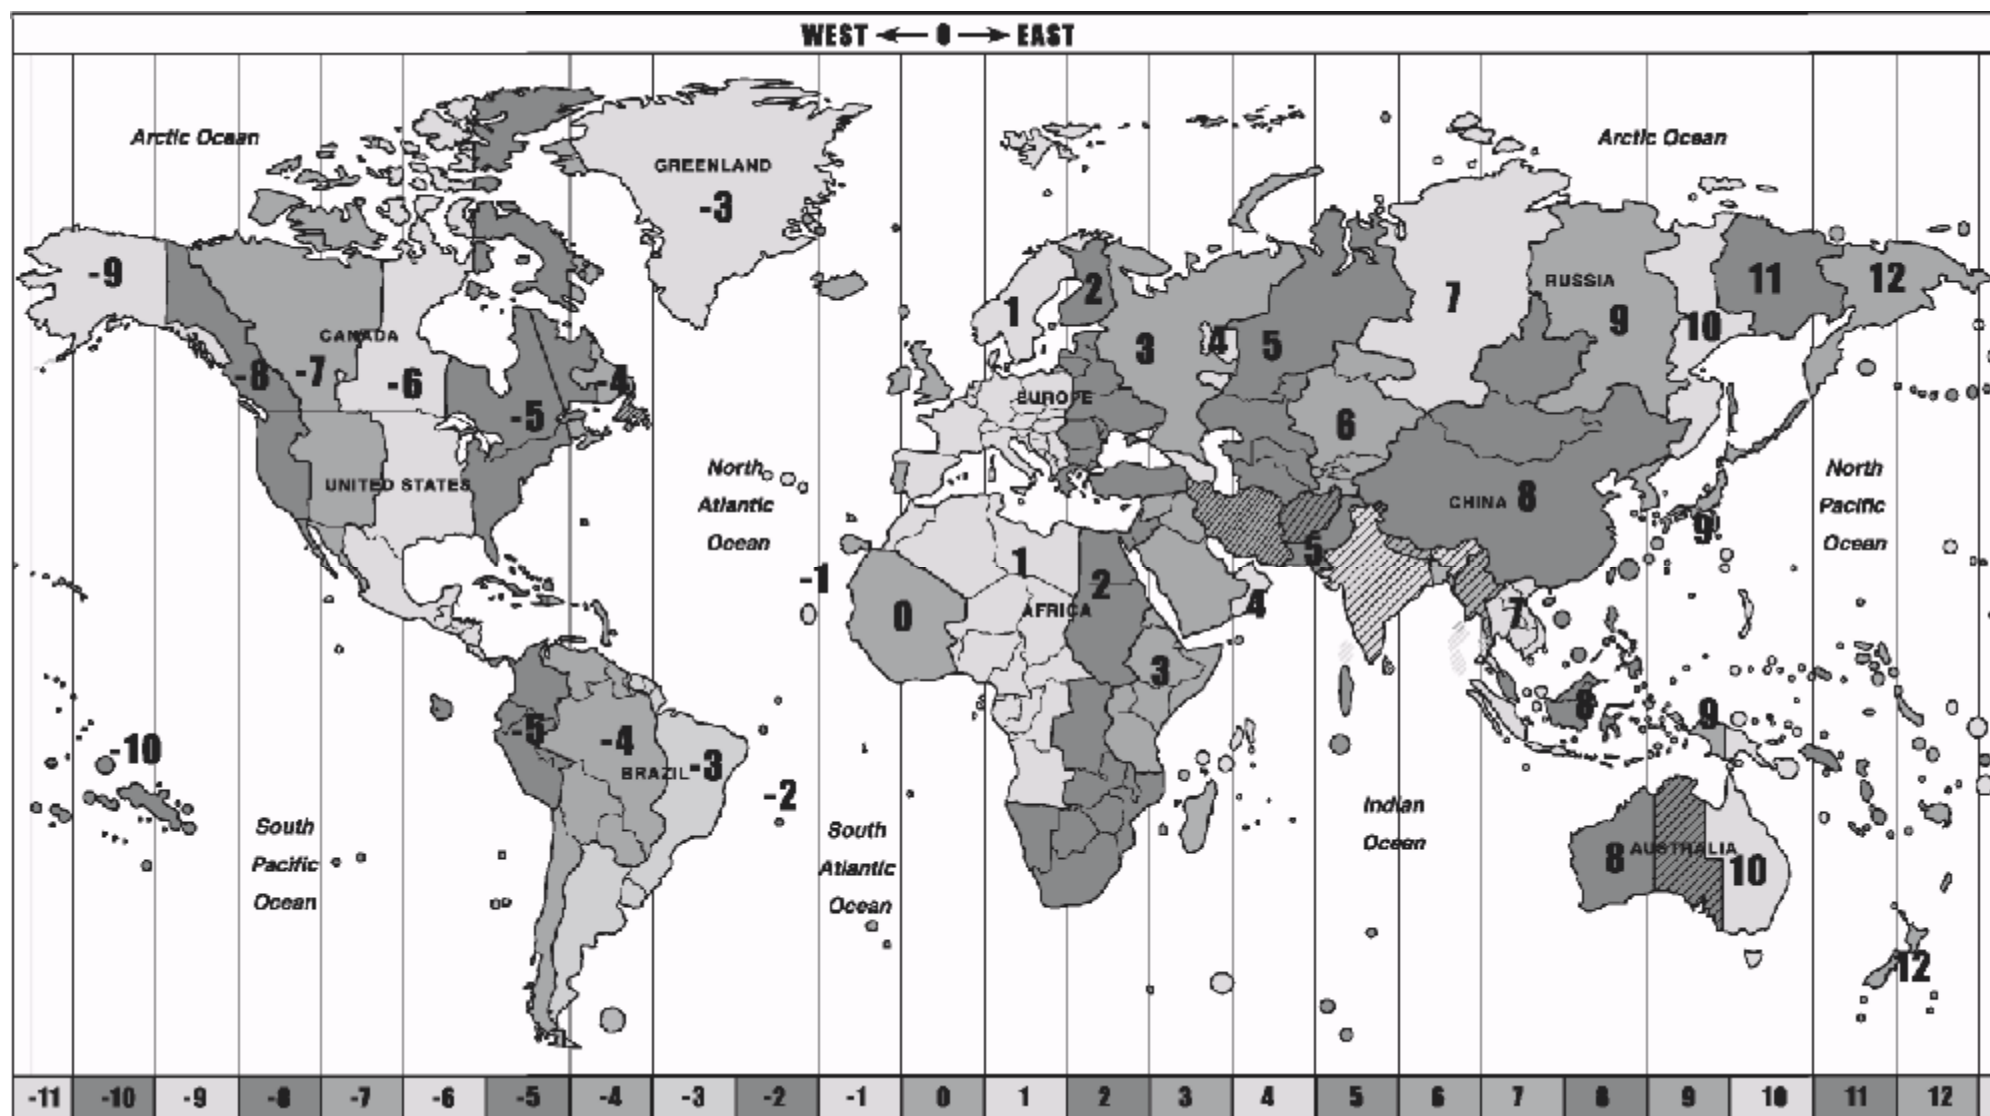 WEST ← 0 → EAST
Arctic Ocean
Arctic Ocean
GREENLAND
-3
-9
2
RUSSIA
11
12
7
1
CANADA
9
10
3
4
5
-8
-7
-6
-4
EUROPE
-5
6
North
Atlantic
Ocean
UNITED STATES
CHINA
8
North
Pacific
Ocean
9
5
1
-1
2
0
AFRICA
4
7
3
8
9
-5
-4
-10
BRAZIL
-3
-2
Indian
Ocean
South
Pacific
Ocean
South
Atlantic
Ocean
AUSTRALIA
8
10
12
-11 -10 -9 -8 -7 -6 -5 -4 -3 -2 -1 0 1 2 3 4 5 6 7 8 9 10 11 12